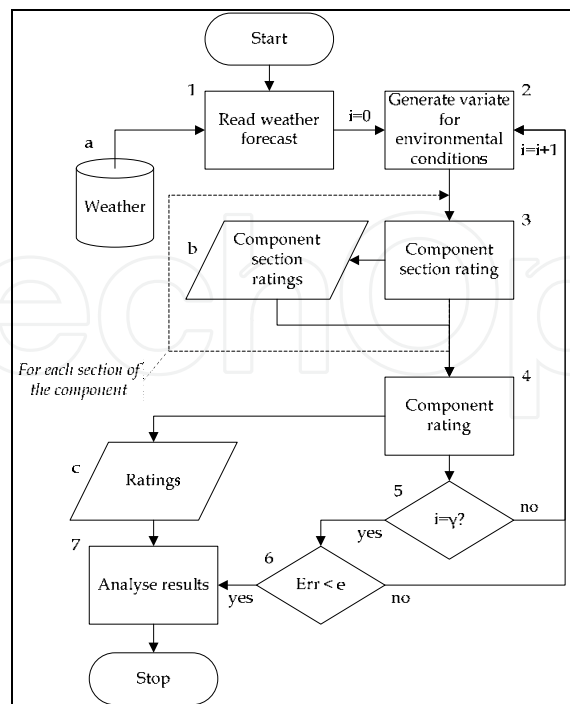 Start
1
Read weather
forecast
i=0
2
Generate variate
for
environmental
conditions
i=i+1
a
Weather
b
Component
section
ratings
3
Component
section rating
For each section of
the component
4
Component
rating
c
Ratings
5
i=γ?
yes
no
6
Err < e
yes
no
7
Analyse results
Stop